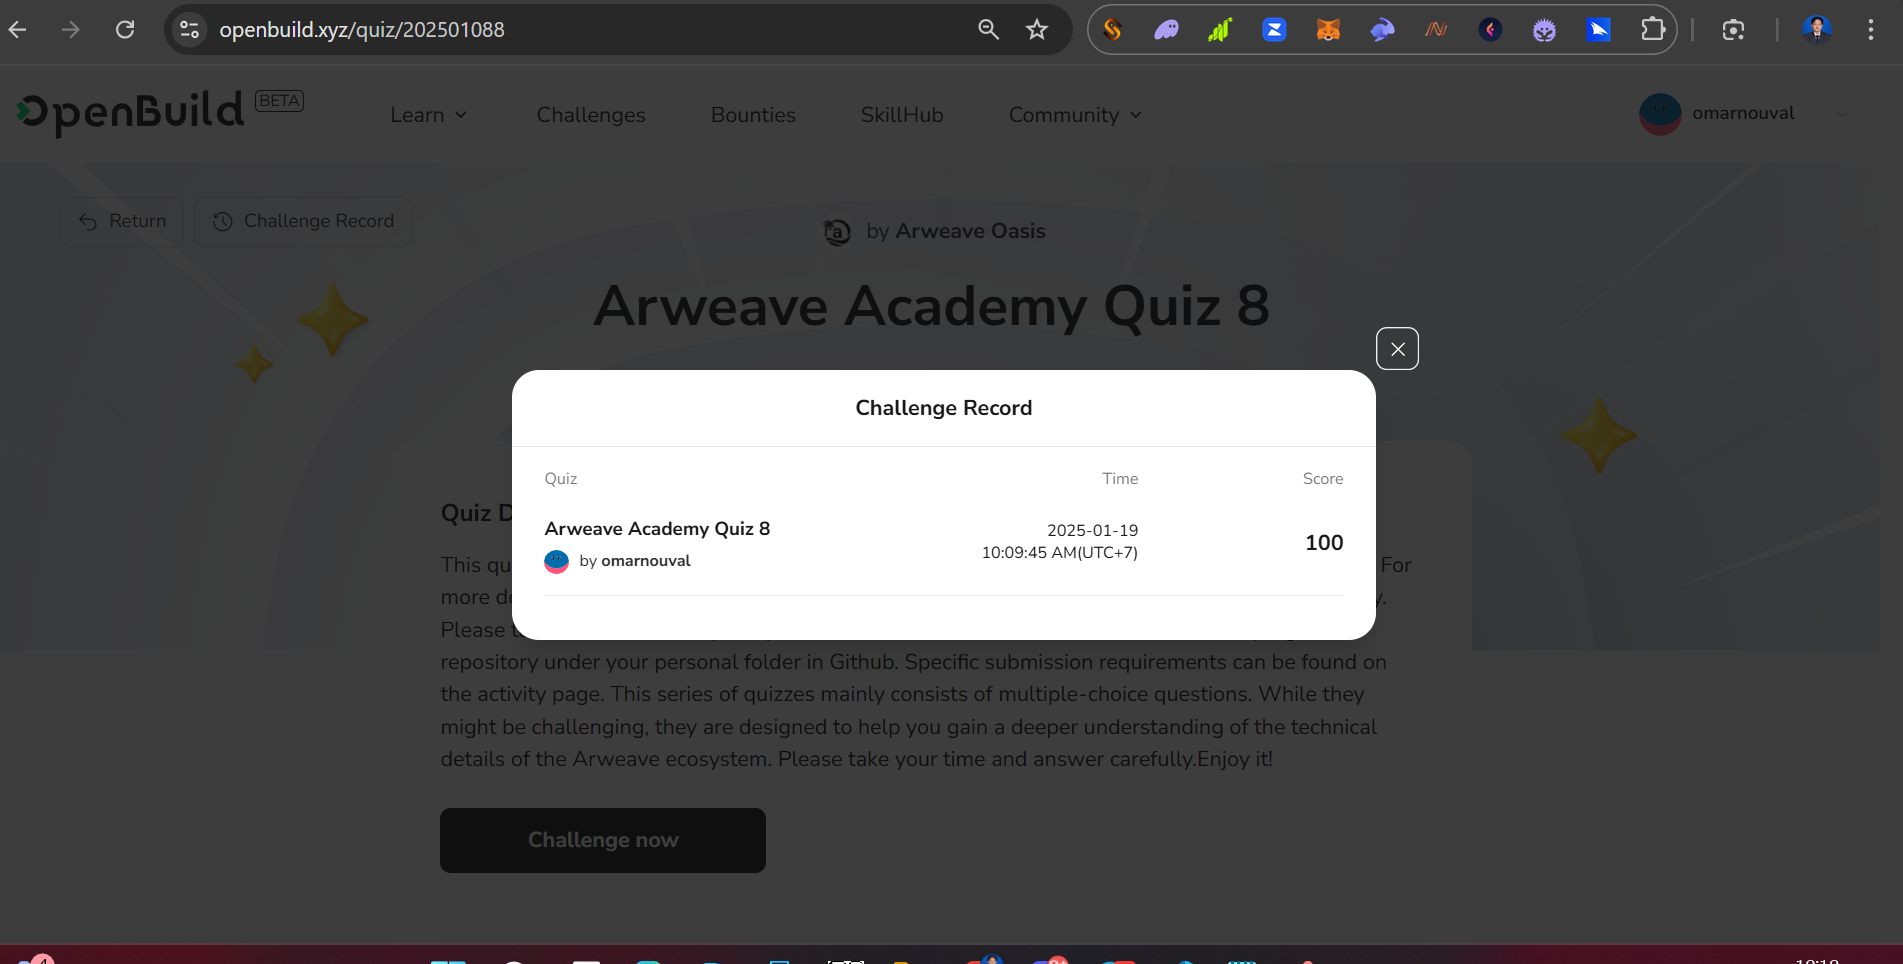 openbuild.xyz/quiz/202501088
OpenBuild BETA
Learn
Challenges
Bounties
SkillHub
Community
omarnouval
Return
Challenge Record
by Arweave Oasis
Arweave Academy Quiz 8
Challenge Record
Quiz
Time
Score
Arweave Academy Quiz 8
by omarnouval
2025-01-19
10:09:45 AM(UTC+7)
100
Quiz
This For
more
Please
repository under your personal folder in Github. Specific submission requirements can be found on
the activity page. This series of quizzes mainly consists of multiple-choice questions. While they
might be challenging, they are designed to help you gain a deeper understanding of the technical
details of the Arweave ecosystem. Please take your time and answer carefully.Enjoy it!
Challenge now